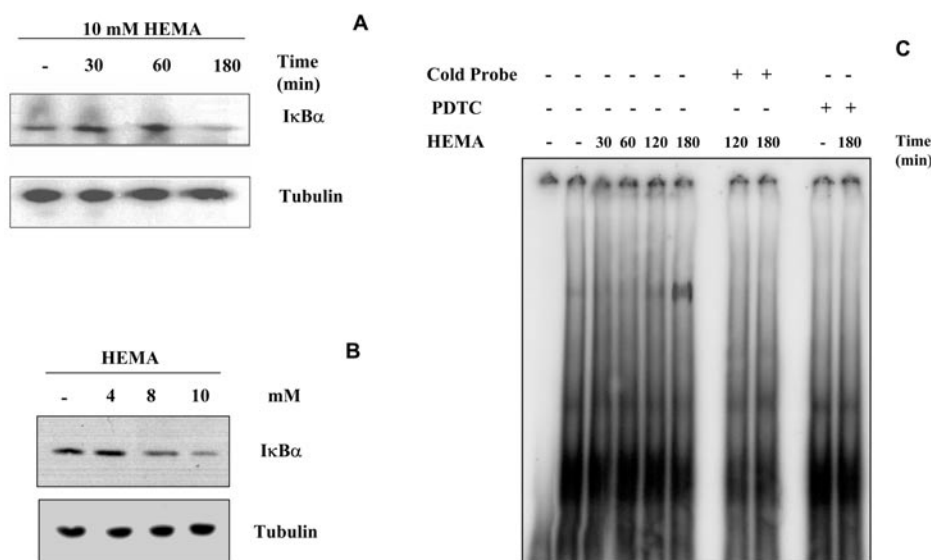 A
10 mM HEMA
- 30 60 180 Time (min)
IκBα
Tubulin
B
HEMA
- 4 8 10 mM
IκBα
Tubulin
C
Cold Probe - - - - - - + + - -
PDTC - - - - - - - - + +
HEMA - - 30 60 120 180 120 180 - 180 Time (min)